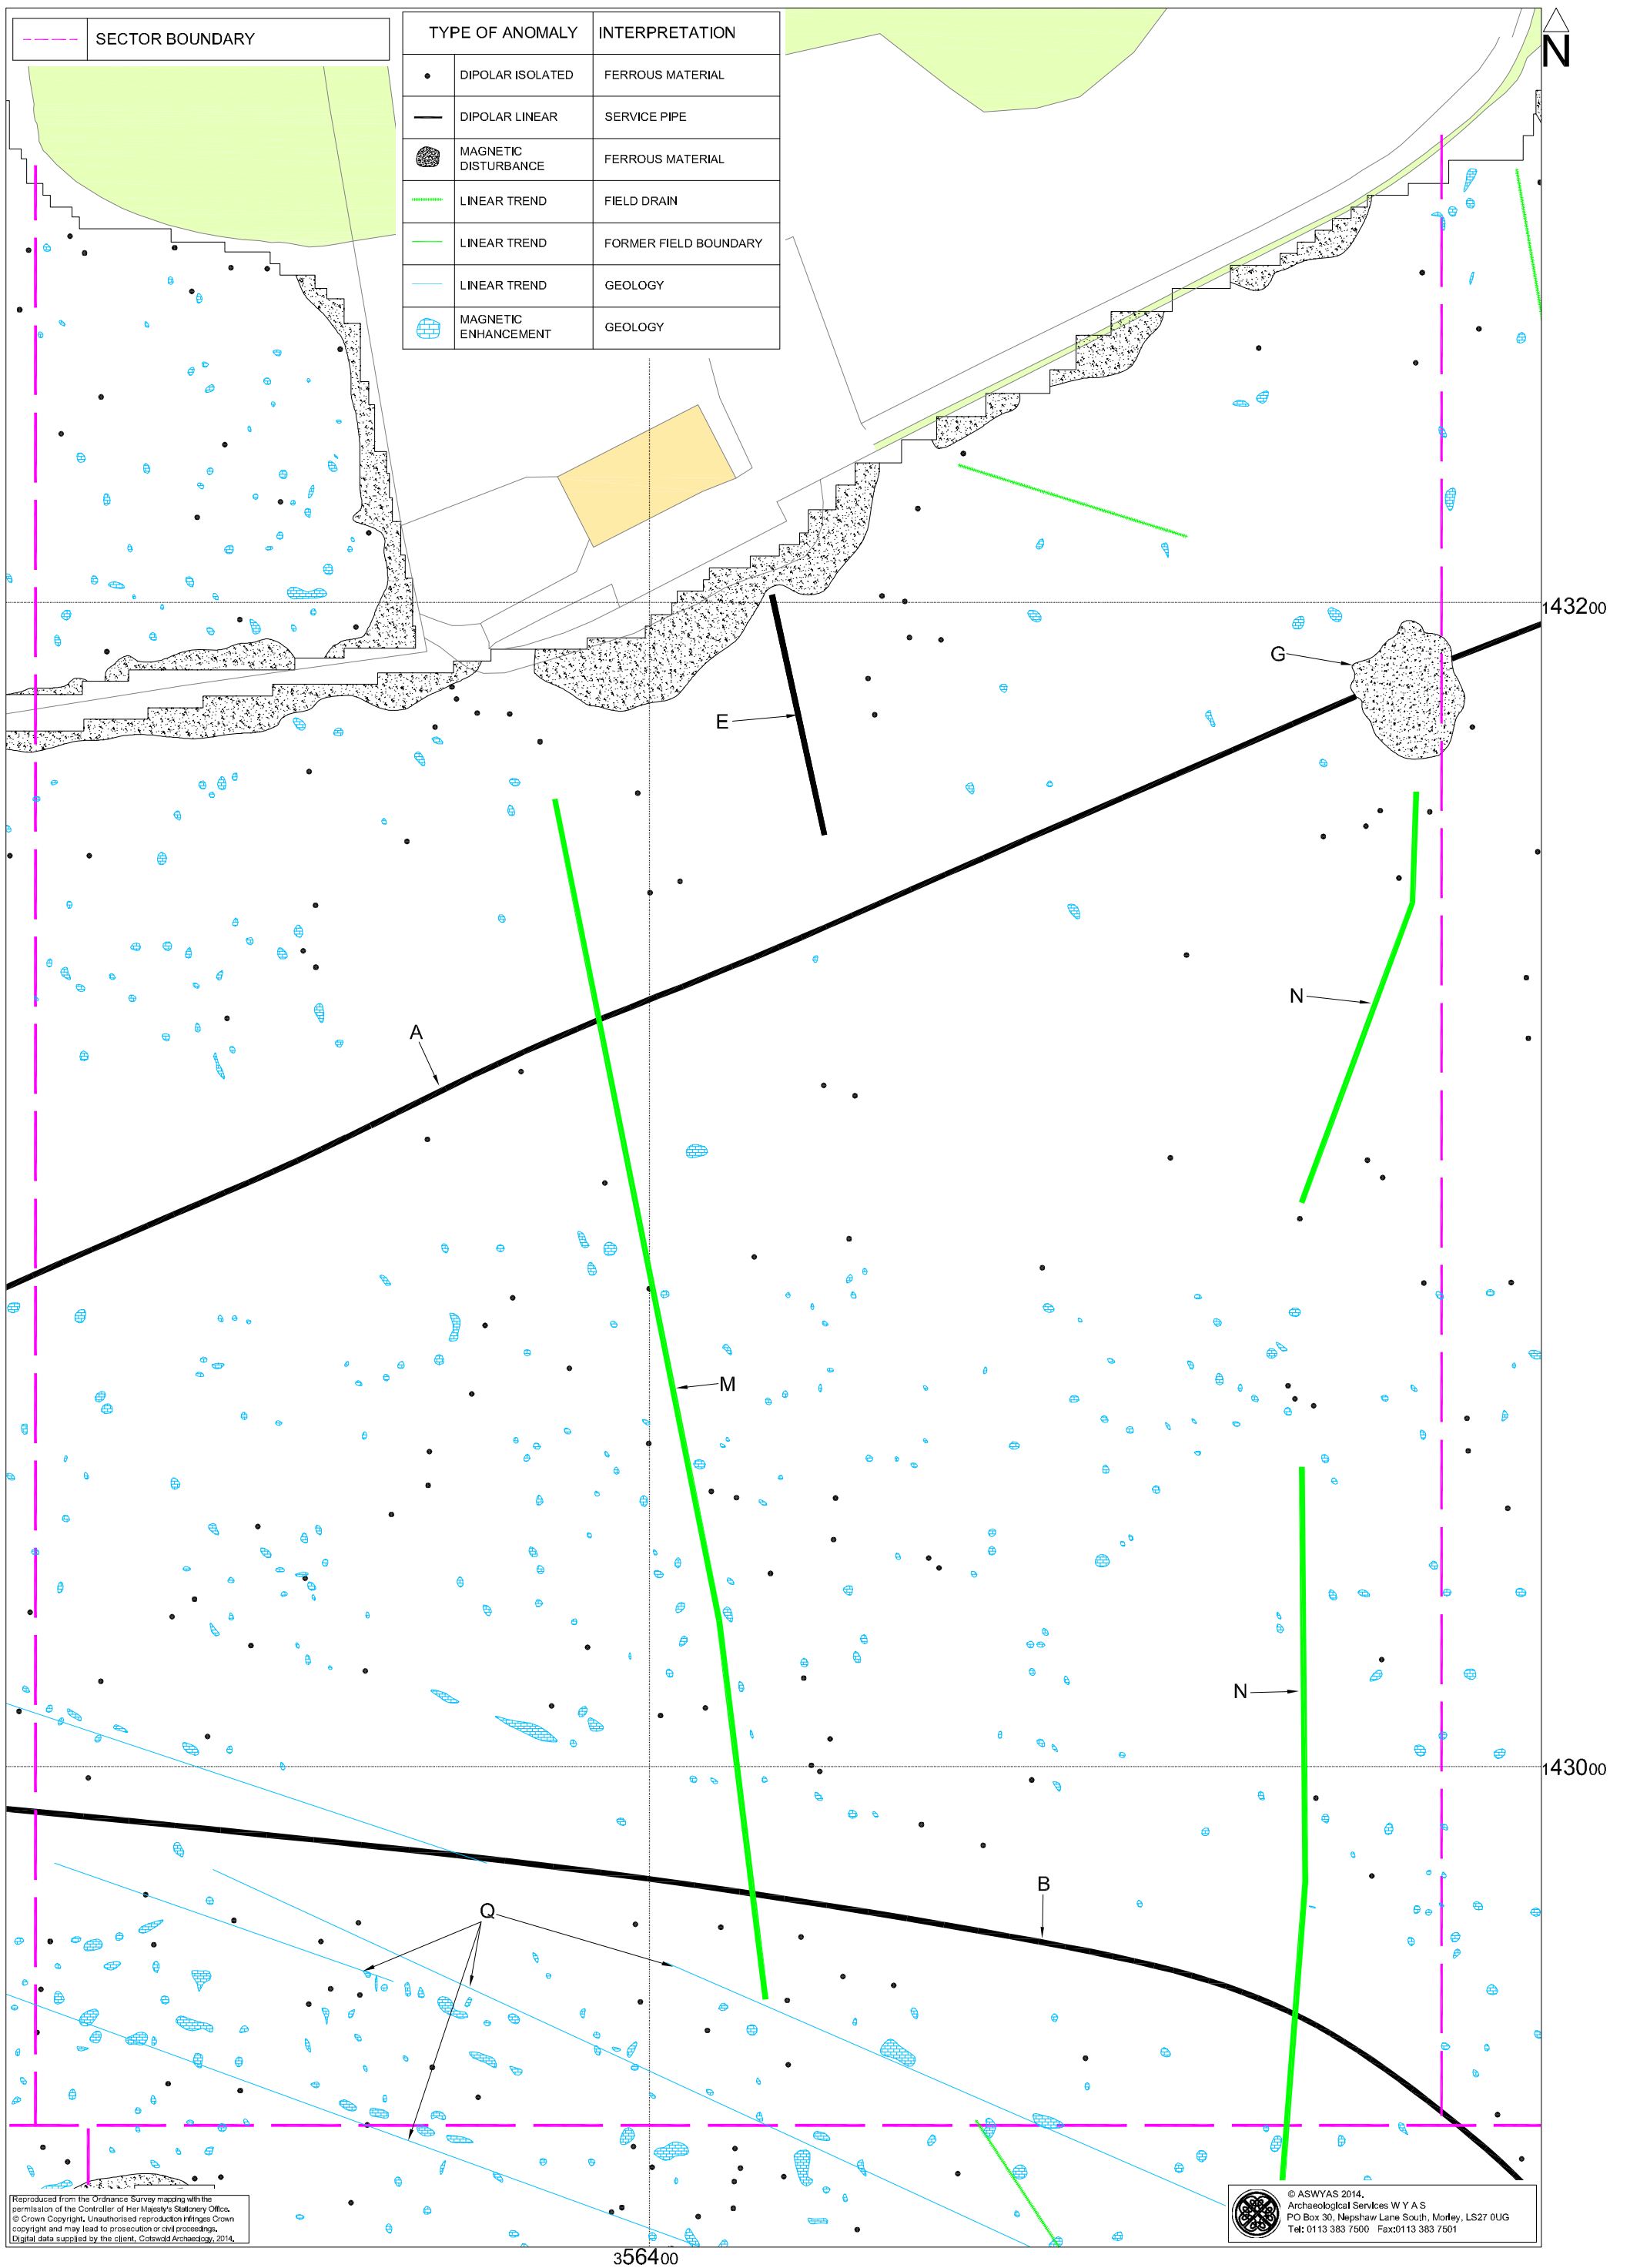 SECTOR BOUNDARY
TYPE OF ANOMALY INTERPRETATION
DIPOLAR ISOLATED FERROUS MATERIAL
DIPOLAR LINEAR SERVICE PIPE
MAGNETIC
DISTURBANCE
FERROUS MATERIAL
LINEAR TREND FIELD DRAIN
LINEAR TREND FORMER FIELD BOUNDARY
LINEAR TREND GEOLOGY
MAGNETIC
ENHANCEMENT
GEOLOGY
N
143200
G
E
N
A
M
N
143000
B
Q
Reproduced from the Ordnance Survey mapping with the
permission of the Controller of Her Majesty's Stationery Office.
© Crown Copyright. Unauthorised reproduction infringes Crown
copyright and may lead to prosecution or civil proceedings.
Digital data supplied by the client, Cotswold Archaeology, 2014.
© ASWYAS 2014.
Archaeological Services W Y A S
PO Box 30, Nepshaw Lane South, Morley, LS27 0UG
Tel: 0113 383 7500 Fax:0113 383 7501
356400